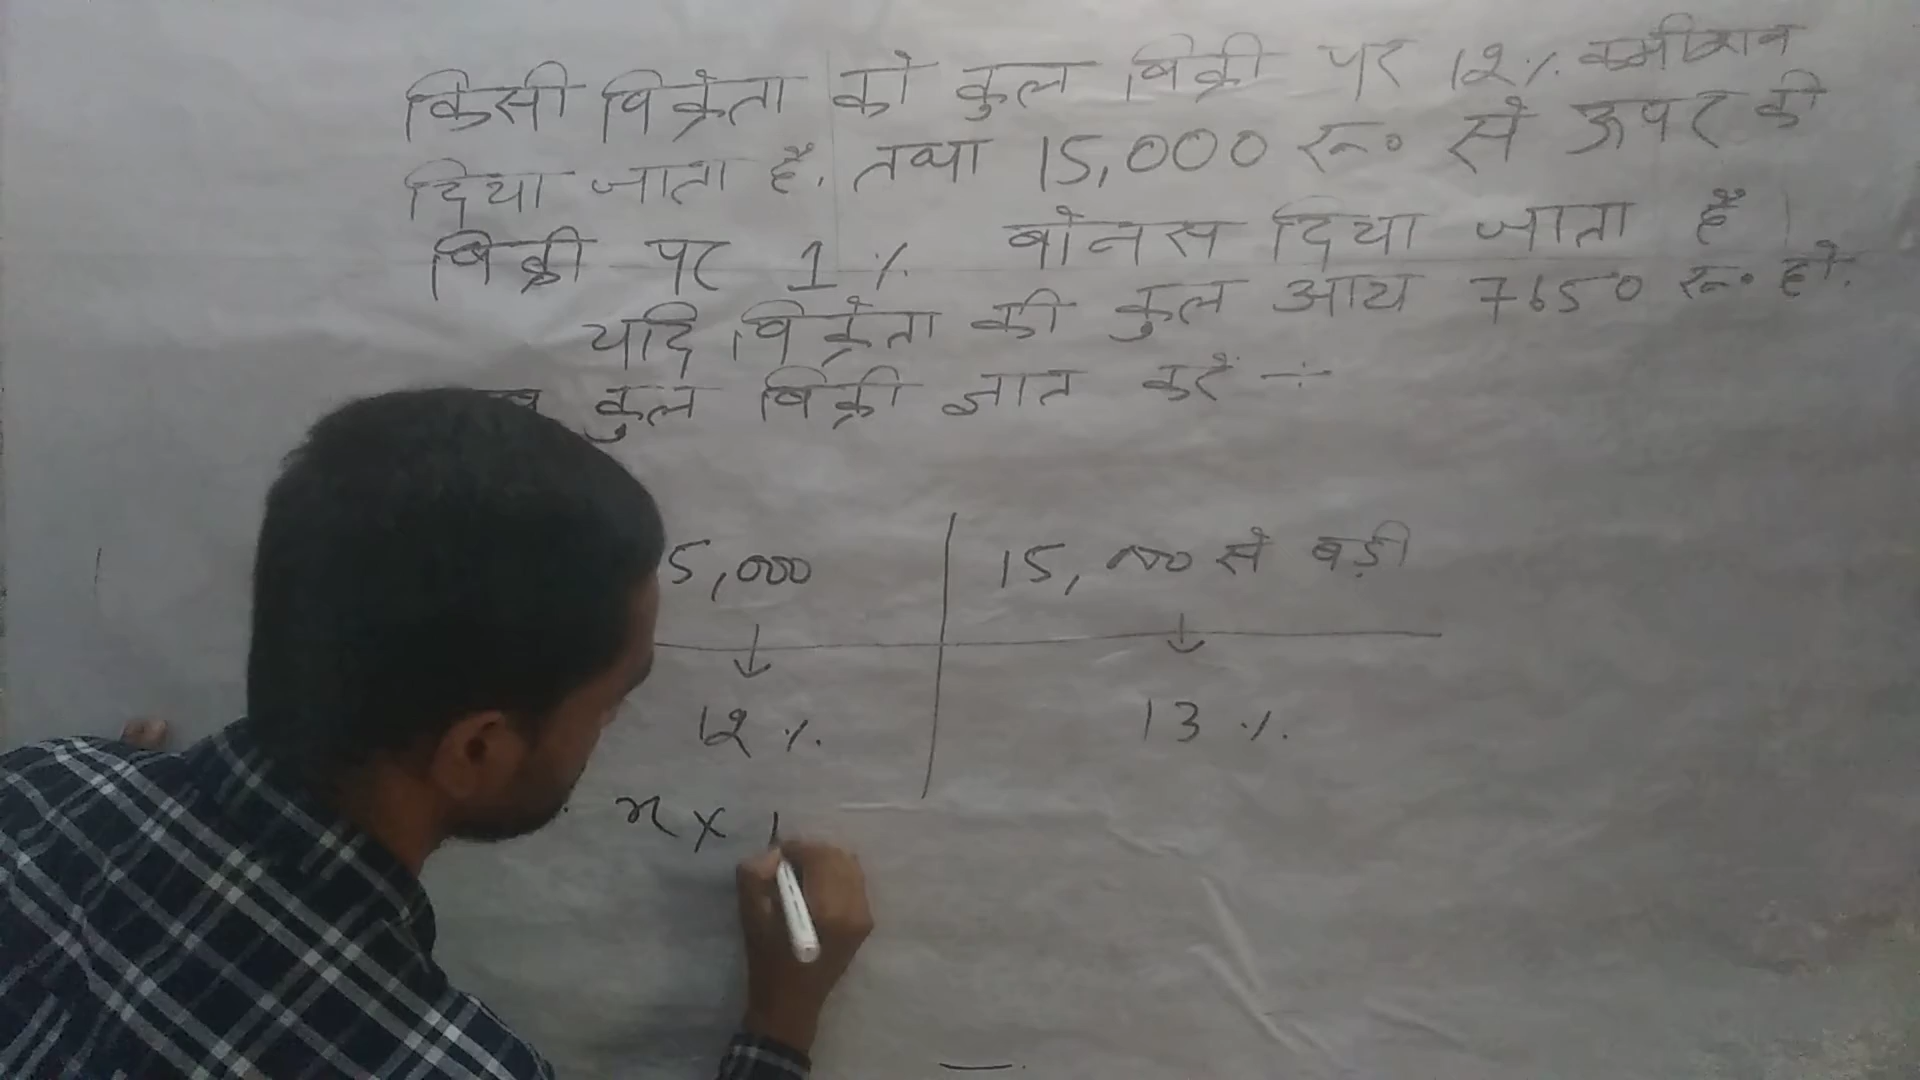 किसी विक्रेता को कुल बिक्री पर 12% कमीशन
दिया जाता है, तथा 15,000 रू० से ऊपर की
बिक्री पर 1% बोनस दिया जाता है।
यदि विक्रेता की कुल आय 7650 रू० हो.
कुल बिक्री ज्ञात करें ÷
5,000
15,000 से बड़ी
↓
↓
12%
13%
x ×